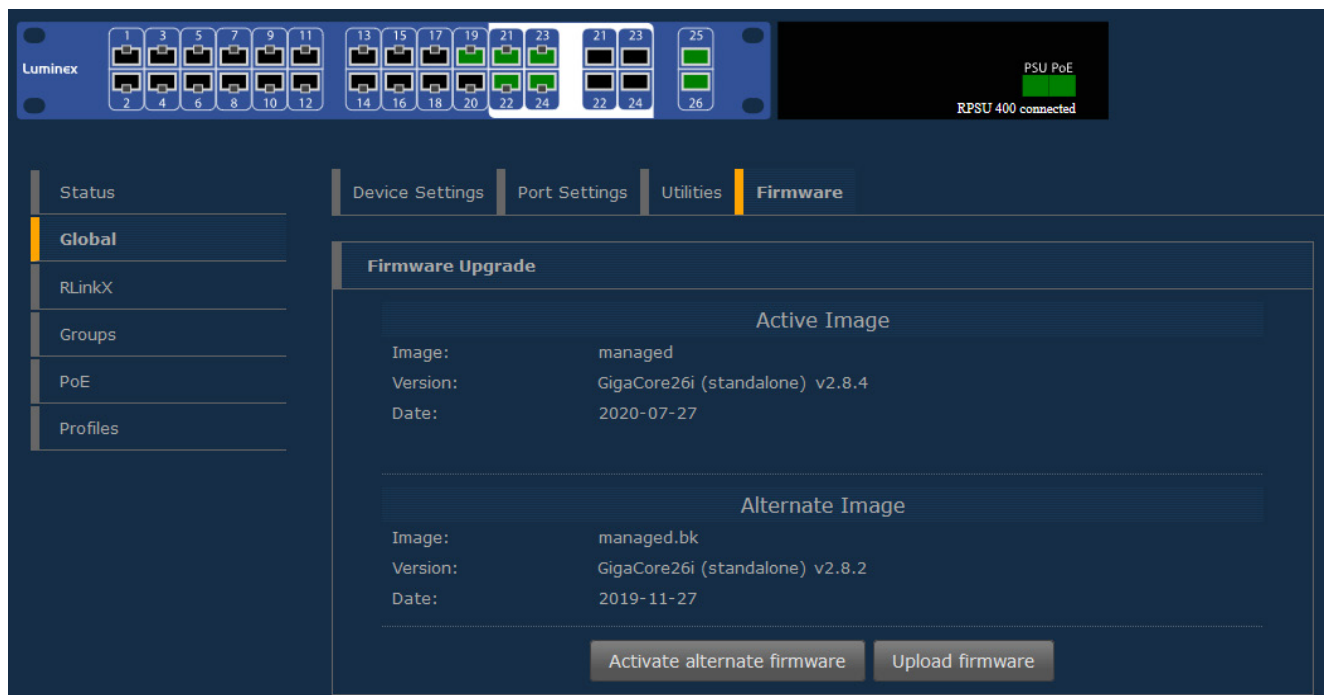 1 3 5 7 9 11 13 15 17 19 21 23 21 23 25
Luminex
PSU PoE
2 4 6 8 10 12 14 16 18 20 22 24 22 24 26
RPSU 400 connected
Status
Global
RLinkX
Groups
PoE
Profiles
Device Settings Port Settings Utilities Firmware
Firmware Upgrade
Active Image
Image: managed
Version: GigaCore26i (standalone) v2.8.4
Date: 2020-07-27
Alternate Image
Image: managed.bk
Version: GigaCore26i (standalone) v2.8.2
Date: 2019-11-27
Activate alternate firmware Upload firmware